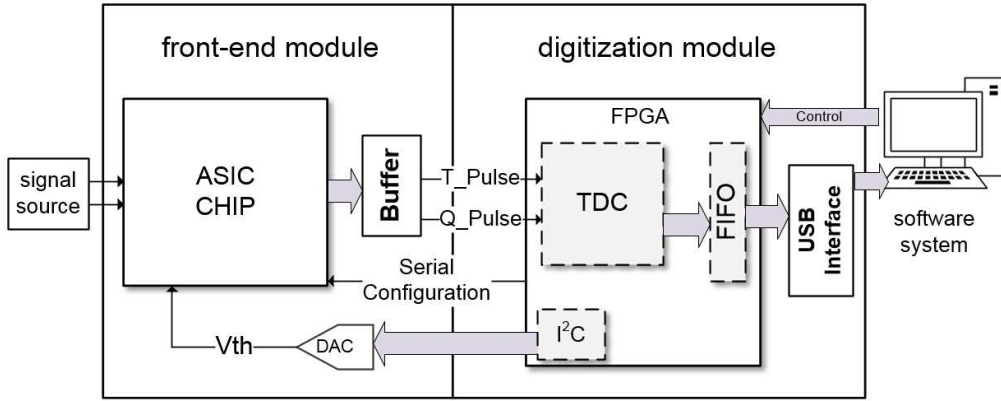 front-end module
digitization module
signal
source
ASIC
CHIP
Buffer
T_Pulse
Q_Pulse
Serial
Configuration
Vth
DAC
FPGA
TDC
FIFO
I²C
Control
USB
Interface
software
system